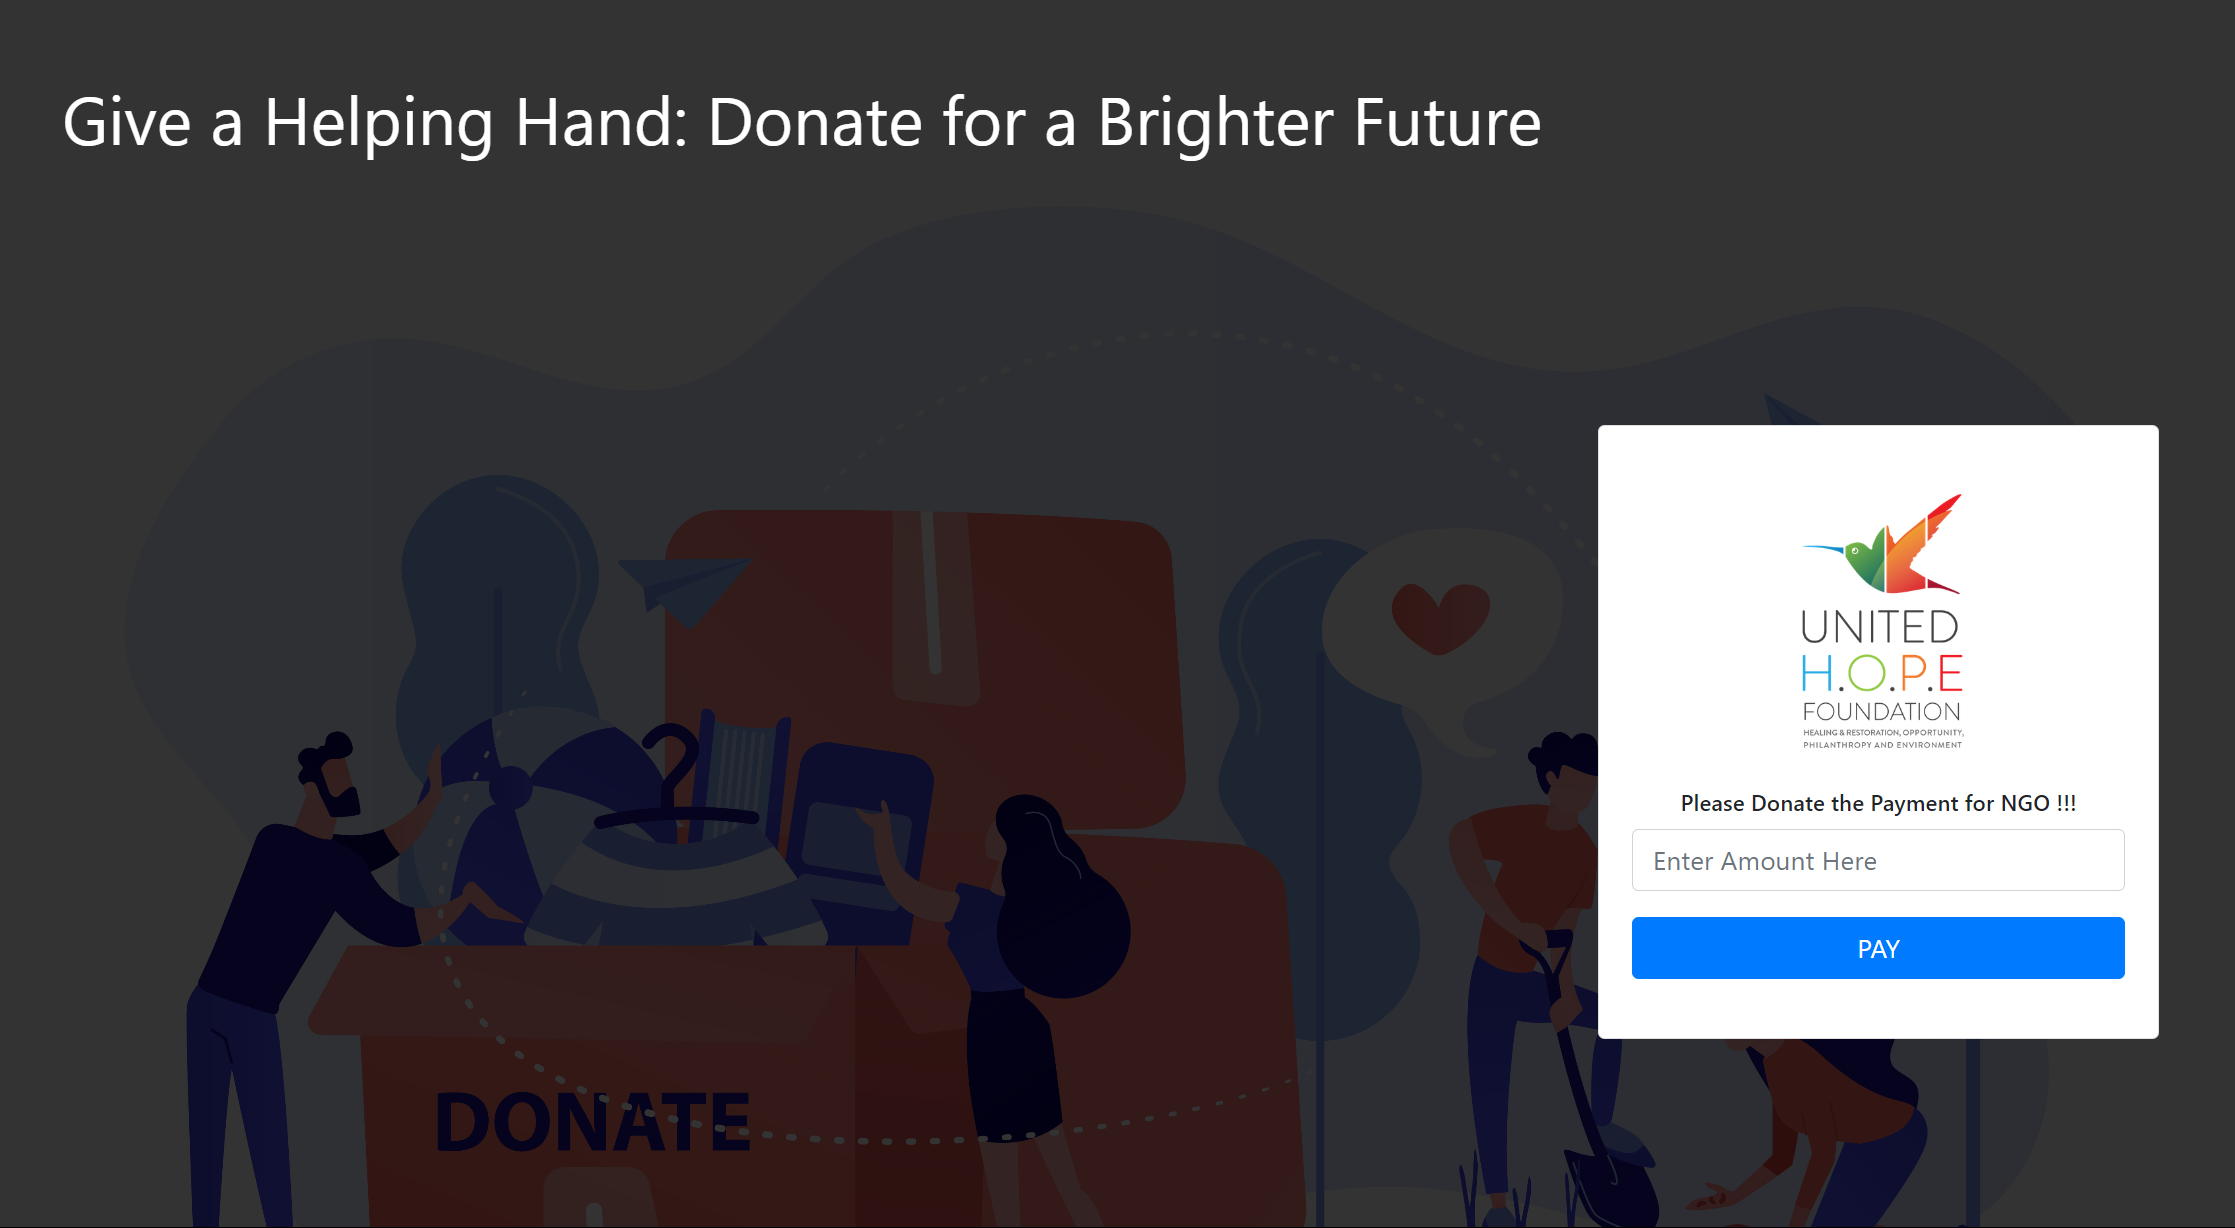 Give a Helping Hand: Donate for a Brighter Future
UNITED
H.O.P.E
FOUNDATION
HEALING & RESTORATION, OPPORTUNITY,
PHILANTHROPY AND ENVIRONMENT
Please Donate the Payment for NGO !!!
Enter Amount Here
PAY
DONATE